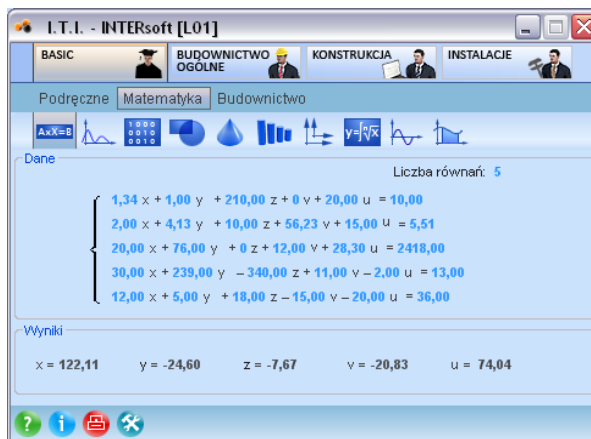 I.T.I. - INTERsoft [L01]
BASIC
BUDOWNICTWO OGÓLNE
KONSTRUKCJA
INSTALACJE
Podręczne Matematyka Budownictwo
AxX=B
1000
0010
0010
y=ⁿ√x
Dane
Liczba równań: 5
1,34 x + 1,00 y + 210,00 z + 0 v + 20,00 u = 10,00
2,00 x + 4,13 y + 10,00 z + 56,23 v + 15,00 u = 5,51
20,00 x + 76,00 y + 0 z + 12,00 v + 28,30 u = 2418,00
30,00 x + 239,00 y – 340,00 z + 11,00 v – 2,00 u = 13,00
12,00 x + 5,00 y + 18,00 z – 15,00 v – 20,00 u = 36,00
Wyniki
x = 122,11 y = -24,60 z = -7,67 v = -20,83 u = 74,04